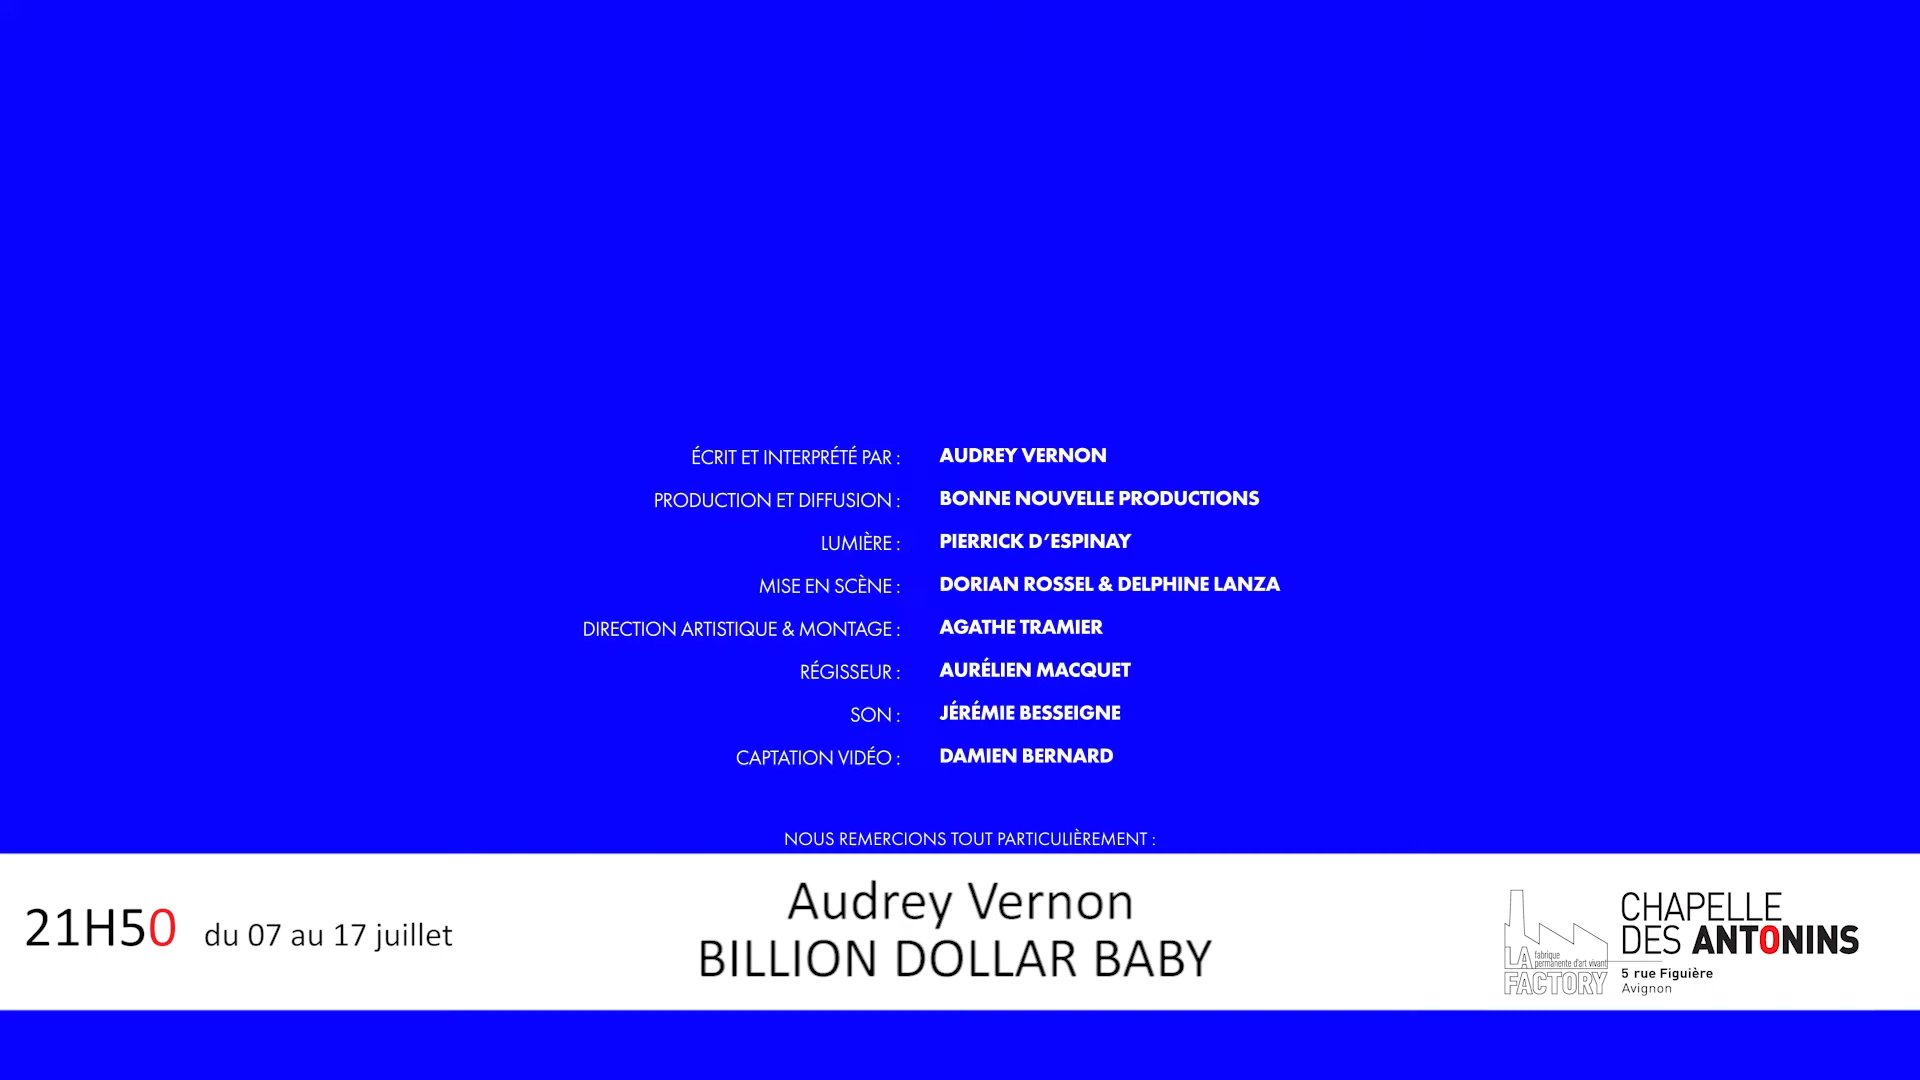 ÉCRIT ET INTERPRÉTÉ PAR : AUDREY VERNON
PRODUCTION ET DIFFUSION : BONNE NOUVELLE PRODUCTIONS
LUMIÈRE : PIERRICK D’ESPINAY
MISE EN SCÈNE : DORIAN ROSSEL & DELPHINE LANZA
DIRECTION ARTISTIQUE & MONTAGE : AGATHE TRAMIER
RÉGISSEUR : AURÉLIEN MACQUET
SON : JÉRÉMIE BESSEIGNE
CAPTATION VIDÉO : DAMIEN BERNARD
NOUS REMERCIONS TOUT PARTICULIÈREMENT :
21H50 du 07 au 17 juillet
Audrey Vernon
BILLION DOLLAR BABY
LA fabrique
permanente d'art vivant
FACTORY
CHAPELLE
DES ANTONINS
5 rue Figuière
Avignon